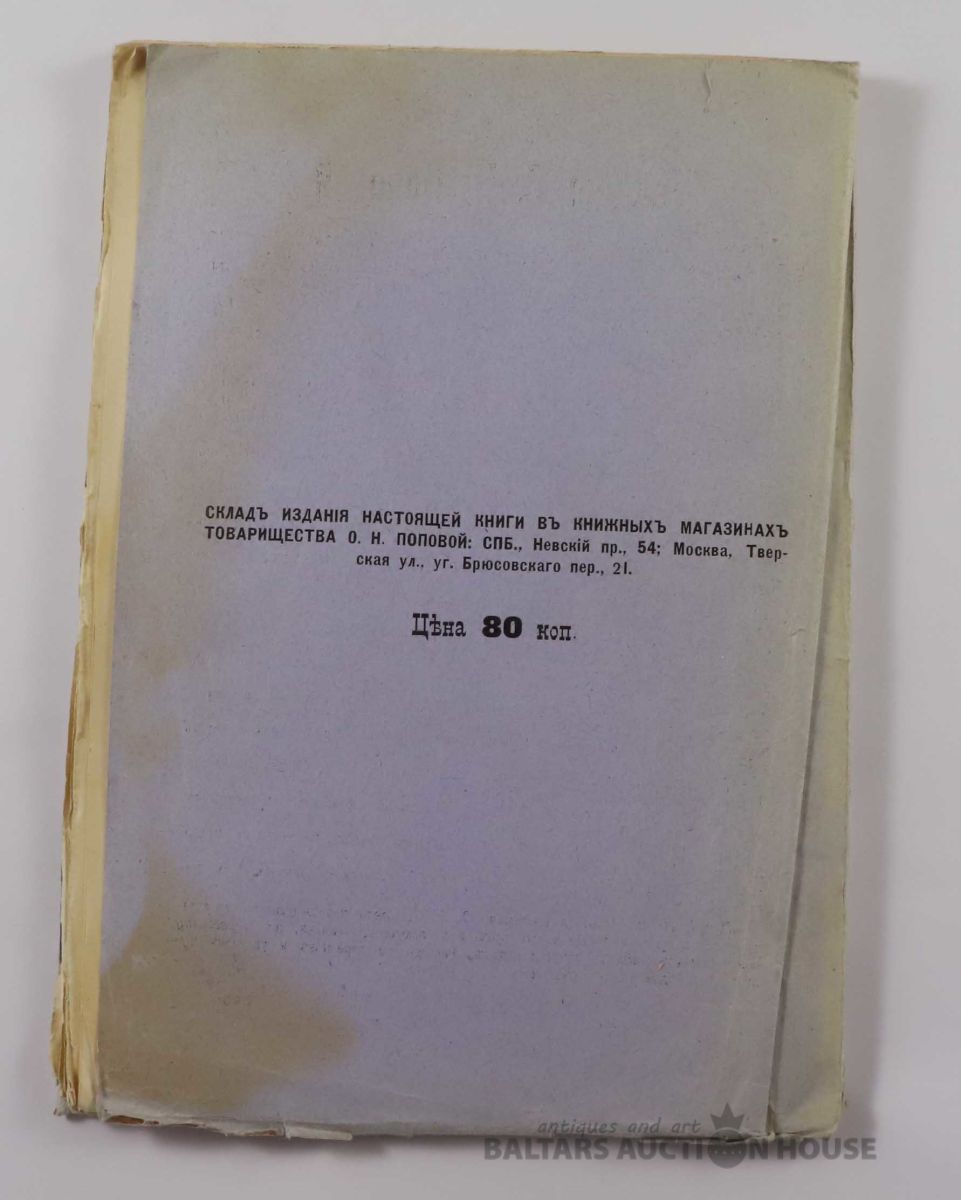 СКЛАДЪ ИЗДАНІЯ НАСТОЯЩЕЙ КНИГИ ВЪ КНИЖНЫХЪ МАГАЗИНАХЪ
ТОВАРИЩЕСТВА О. Н. ПОПОВОЙ: СПБ., Невскій пр., 54; Москва, Твер-
ская ул., уг. Брюсовскаго пер., 21.
Цѣна 80 коп.
antiques and art
BALTARS AUCTION HOUSE